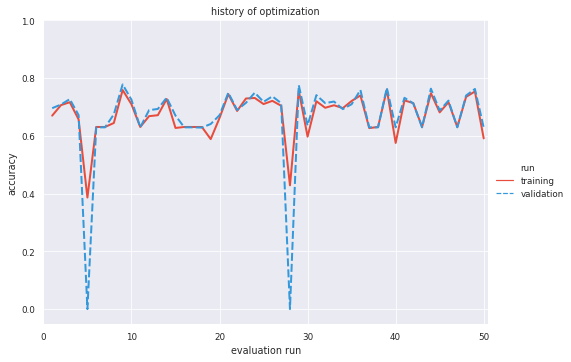 history of optimization
1.0
0.8
0.6
0.4
0.2
0.0
accuracy
0
10
20
30
40
50
evaluation run
run
training
validation